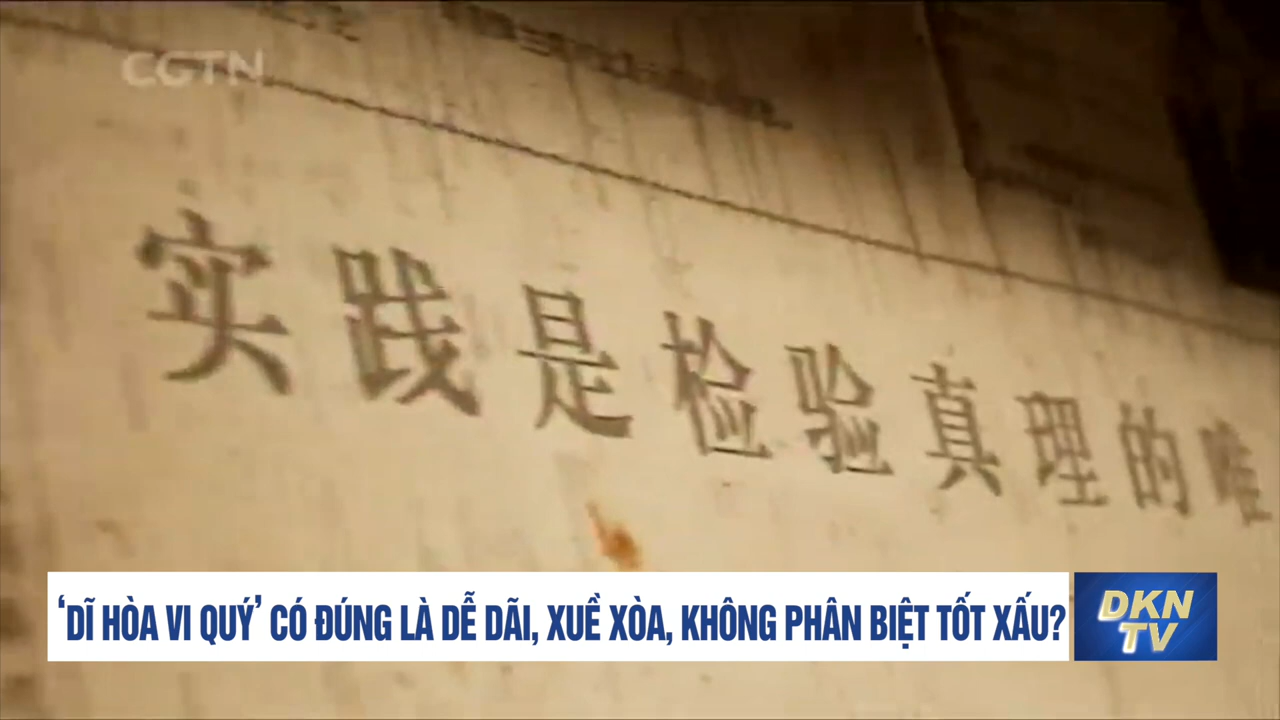 CGTN
实践是检验真理的唯
‘DĨ HÒA VI QUÝ’ CÓ ĐÚNG LÀ DỄ DÃI, XUỀ XÒA, KHÔNG PHÂN BIỆT TỐT XẤU?
DKN
TV